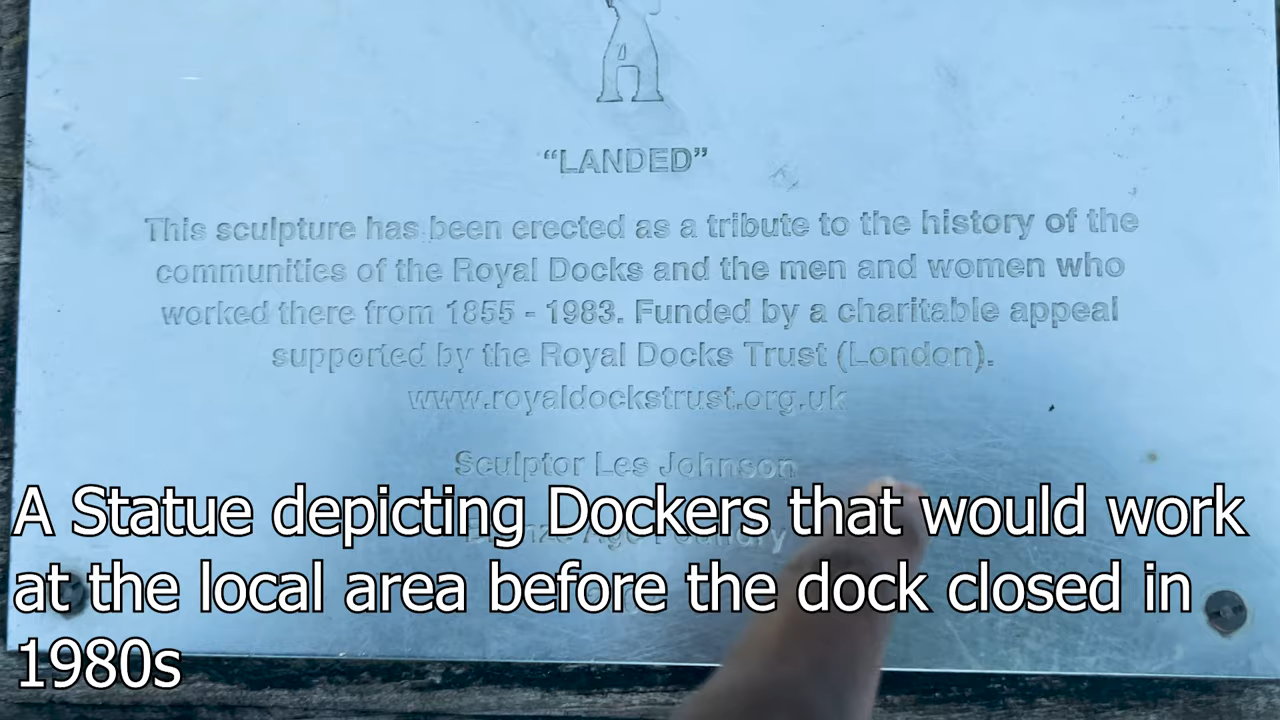 "LANDED"
This sculpture has been erected as a tribute to the history of the
communities of the Royal Docks and the men and women who
worked there from 1855 - 1983. Funded by a charitable appeal
supported by the Royal Docks Trust (London).
www.royaldockstrust.org.uk
Sculptor Les Johnson
A Statue depicting Dockers that would work
at the local area before the dock closed in
1980s